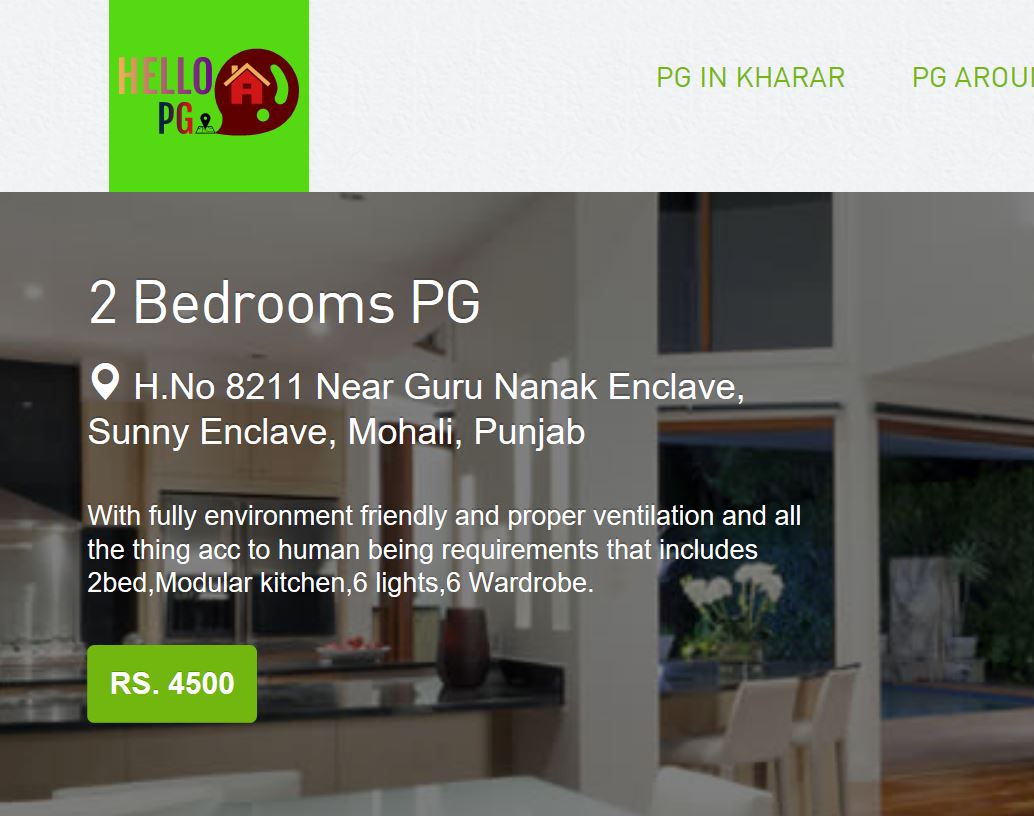 HELLO
PG
PG IN KHARAR
PG AROU
2 Bedrooms PG
H.No 8211 Near Guru Nanak Enclave,
Sunny Enclave, Mohali, Punjab
With fully environment friendly and proper ventilation and all
the thing acc to human being requirements that includes
2bed,Modular kitchen,6 lights,6 Wardrobe.
RS. 4500